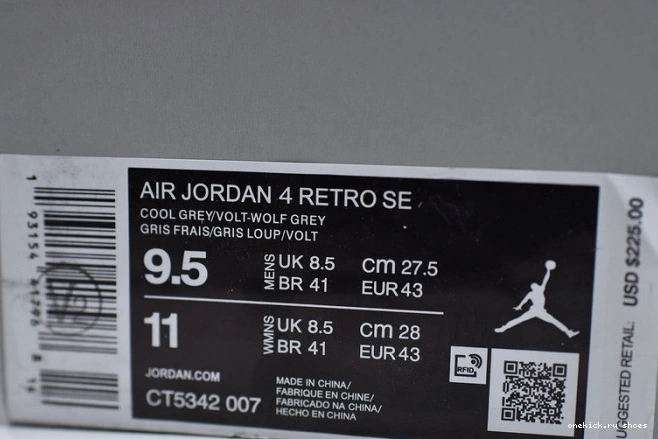 AIR JORDAN 4 RETRO SE
COOL GREY/VOLT-WOLF GREY
GRIS FRAIS/GRIS LOUP/VOLT
9.5
MENS
UK 8.5
cm 27.5
BR 41
EUR 43
11
WMNS
UK 8.5
cm 28
BR 41
EUR 43
JORDAN.COM
CT5342 007
MADE IN CHINA/
FABRIQUE EN CHINE/
FABRICADO NA CHINA/
HECHO EN CHINA
RFID
RETAIL: USD $225.00
1 93154
onekick.ru shoes